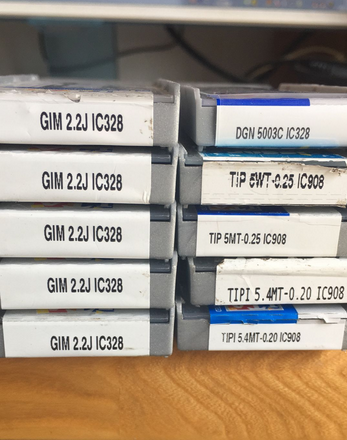 GIM 2.2J IC328
GIM 2.2J IC328
GIM 2.2J IC328
GIM 2.2J IC328
GIM 2.2J IC328
DGN 5003C IC328
TIP 6WT-0.25 IC908
TIP 5MT-0.25 IC908
TIPI 5.4MT-0.20 IC908
TIPI 5.4MT-0.20 IC908